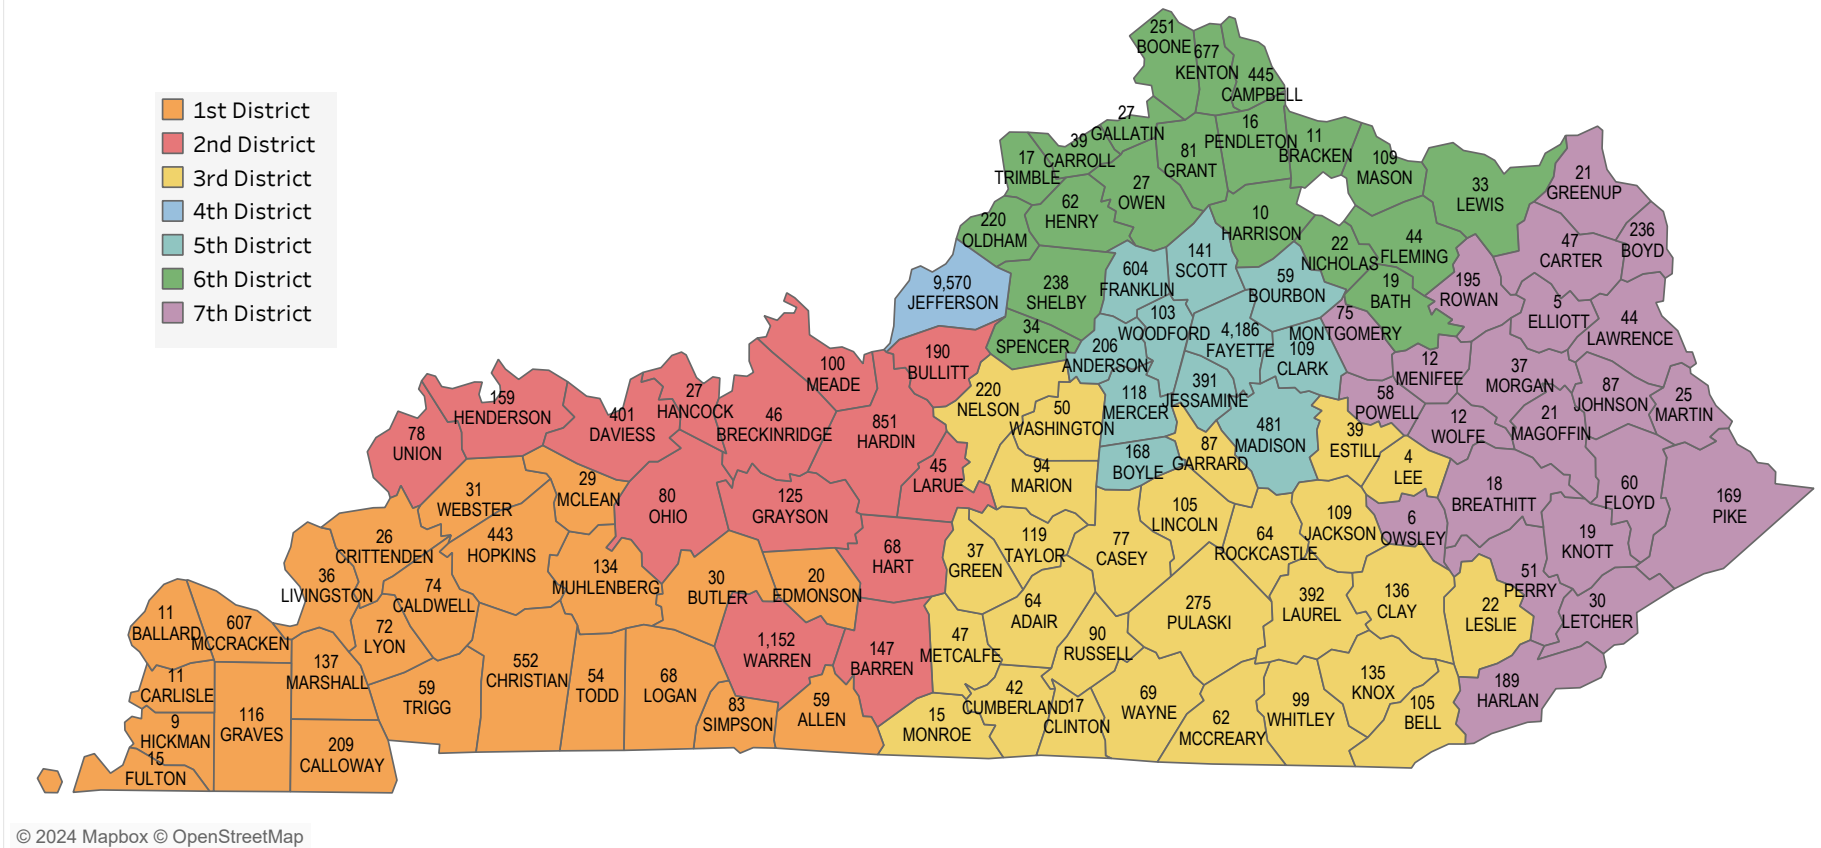 1st District
2nd District
3rd District
4th District
5th District
6th District
7th District
251
BOONE
677
KENTON
445
CAMPBELL
27
GALLATIN
39
CARROLL
17
TRIMBLE
81
GRANT
16
PENDLETON
11
BRACKEN
109
MASON
33
LEWIS
21
GREENUP
27
OWEN
62
HENRY
220
OLDHAM
10
HARRISON
22
NICHOLAS
44
FLEMING
19
BATH
195
ROWAN
47
CARTER
236
BOYD
9,570
JEFFERSON
238
SHELBY
34
SPENCER
604
FRANKLIN
141
SCOTT
59
BOURBON
103
WOODFORD
4,186
FAYETTE
75
MONTGOMERY
206
ANDERSON
109
CLARK
5
ELLIOTT
44
LAWRENCE
12
MENIFEE
37
MORGAN
87
JOHNSON
25
MARTIN
190
BULLITT
100
MEADE
27
HANCOCK
46
BRECKINRIDGE
401
DAVIESS
159
HENDERSON
78
UNION
851
HARDIN
45
LARUE
220
NELSON
50
WASHINGTON
118
MERCER
391
JESSAMINE
481
MADISON
58
POWELL
12
WOLFE
21
MAGOFFIN
39
ESTILL
4
LEE
87
GARRARD
168
BOYLE
94
MARION
31
WEBSTER
29
MCLEAN
80
OHIO
125
GRAYSON
18
BREATHITT
60
FLOYD
169
PIKE
26
CRITTENDEN
443
HOPKINS
134
MUHLENBERG
68
HART
37
GREEN
119
TAYLOR
77
CASEY
105
LINCOLN
64
ROCKCASTLE
109
JACKSON
6
OWSLEY
19
KNOTT
51
PERRY
30
LETCHER
36
LIVINGSTON
74
CALDWELL
72
LYON
30
BUTLER
20
EDMONSON
64
ADAIR
275
PULASKI
392
LAUREL
136
CLAY
22
LESLIE
11
BALLARD
607
MCCRACKEN
137
MARSHALL
59
TRIGG
552
CHRISTIAN
54
TODD
68
LOGAN
1,152
WARREN
147
BARREN
47
METCALFE
90
RUSSELL
135
KNOX
189
HARLAN
11
CARLISLE
9
HICKMAN
15
FULTON
116
GRAVES
209
CALLOWAY
83
SIMPSON
59
ALLEN
15
MONROE
42
CUMBERLAND
17
CLINTON
69
WAYNE
62
MCCREARY
99
WHITLEY
105
BELL
© 2024 Mapbox © OpenStreetMap